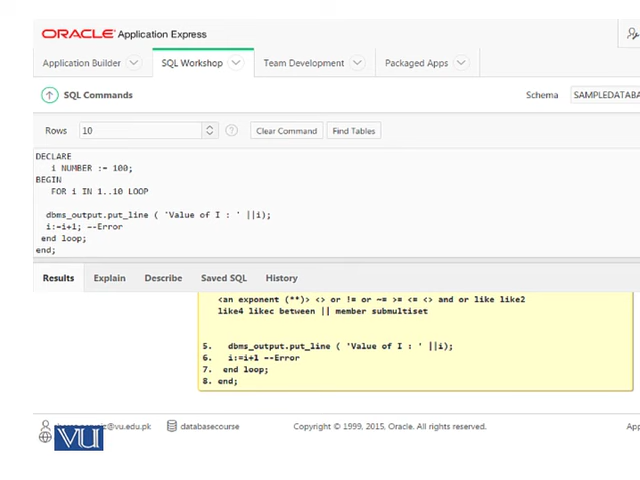 ORACLE Application Express
Application Builder SQL Workshop Team Development Packaged Apps
SQL Commands Schema SAMPLEDATABA
Rows 10 ? Clear Command Find Tables
DECLARE
i NUMBER := 100;
BEGIN
FOR i IN 1..10 LOOP
dbms_output.put_line ( 'Value of I : ' ||i);
i:=i+1; --Error
end loop;
end;
Results Explain Describe Saved SQL History
<an exponent (**)> <> or != or ~= >= <= <> and or like like2
like4 likec between || member submultiset
5. dbms_output.put_line ( 'Value of I : ' ||i);
6. i:=i+1 --Error
7. end loop;
8. end;
@vu.edu.pk databasecourse Copyright © 1999, 2015, Oracle. All rights reserved. App
VU